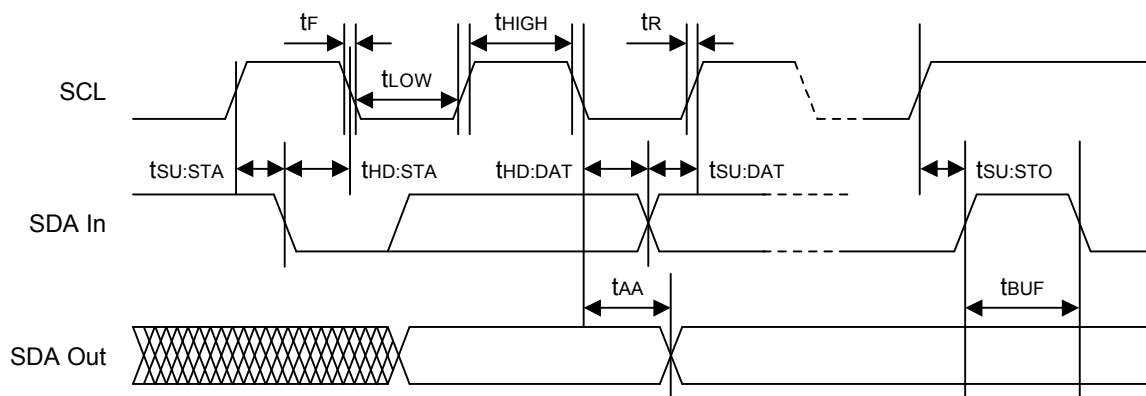 tF
tHIGH
tR
tLOW
SCL
tSU:STA
tHD:STA
tHD:DAT
tSU:DAT
tSU:STO
SDA In
tAA
tBUF
SDA Out